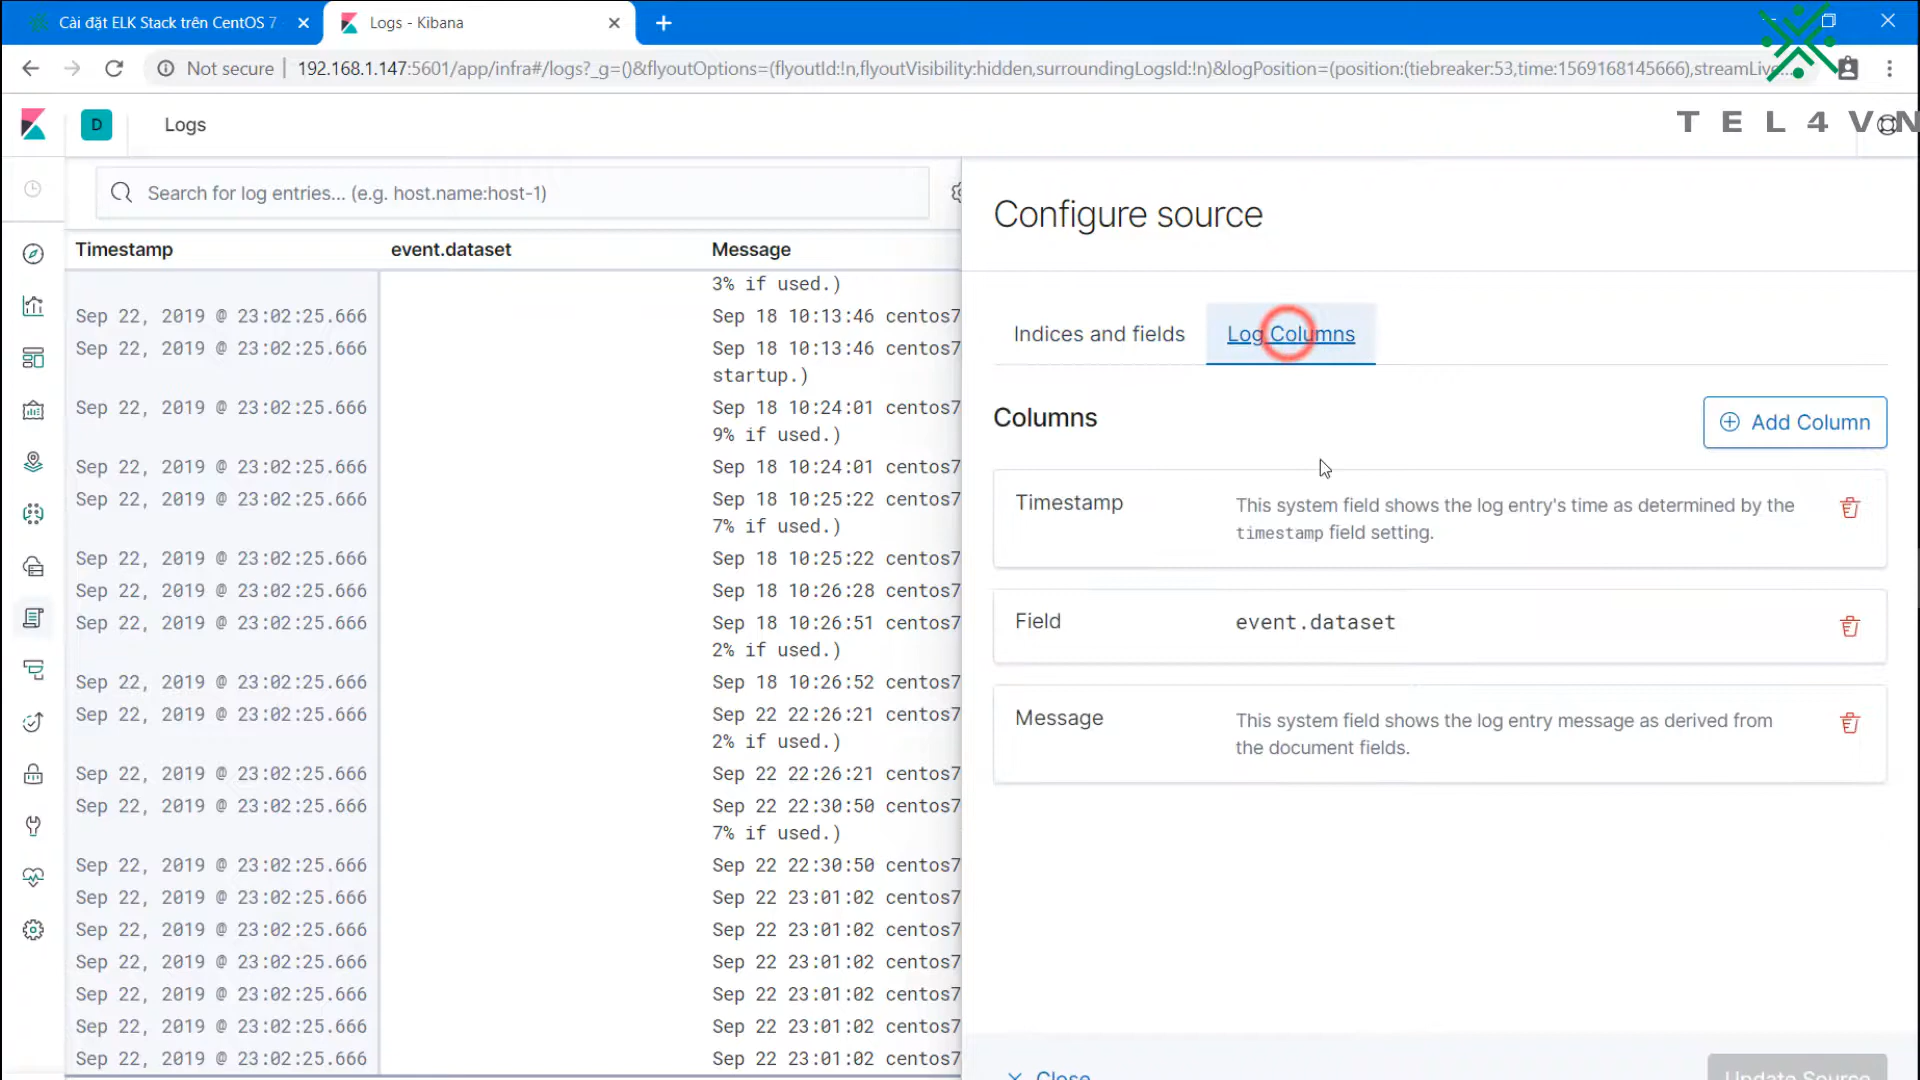 Cài đặt ELK Stack trên CentOS 7
Logs - Kibana
Not secure
192.168.1.147:5601/app/infra#/logs?_g=()&flyoutOptions=(flyoutId:!n,flyoutVisibility:hidden,surroundingLogsId:!n)&logPosition=(position:(tiebreaker:53,time:1569168145666),streamLive...
D
Logs
TEL4VN
Search for log entries... (e.g. host.name:host-1)
Timestamp event.dataset Message
3% if used.)
Sep 22, 2019 @ 23:02:25.666 Sep 18 10:13:46 centos7
Sep 22, 2019 @ 23:02:25.666 Sep 18 10:13:46 centos7
startup.)
Sep 22, 2019 @ 23:02:25.666 Sep 18 10:24:01 centos7
9% if used.)
Sep 22, 2019 @ 23:02:25.666 Sep 18 10:24:01 centos7
Sep 22, 2019 @ 23:02:25.666 Sep 18 10:25:22 centos7
7% if used.)
Sep 22, 2019 @ 23:02:25.666 Sep 18 10:25:22 centos7
Sep 22, 2019 @ 23:02:25.666 Sep 18 10:26:28 centos7
Sep 22, 2019 @ 23:02:25.666 Sep 18 10:26:51 centos7
2% if used.)
Sep 22, 2019 @ 23:02:25.666 Sep 18 10:26:52 centos7
Sep 22, 2019 @ 23:02:25.666 Sep 22 22:26:21 centos7
2% if used.)
Sep 22, 2019 @ 23:02:25.666 Sep 22 22:26:21 centos7
Sep 22, 2019 @ 23:02:25.666 Sep 22 22:30:50 centos7
7% if used.)
Sep 22, 2019 @ 23:02:25.666 Sep 22 22:30:50 centos7
Sep 22, 2019 @ 23:02:25.666 Sep 22 23:01:02 centos7
Sep 22, 2019 @ 23:02:25.666 Sep 22 23:01:02 centos7
Sep 22, 2019 @ 23:02:25.666 Sep 22 23:01:02 centos7
Sep 22, 2019 @ 23:02:25.666 Sep 22 23:01:02 centos7
Sep 22, 2019 @ 23:02:25.666 Sep 22 23:01:02 centos7
Sep 22, 2019 @ 23:02:25.666 Sep 22 23:01:02 centos7
Configure source
Indices and fields Log Columns
Columns
Add Column
Timestamp
This system field shows the log entry's time as determined by the
timestamp field setting.
Field event.dataset
Message
This system field shows the log entry message as derived from
the document fields.
Close
Update Source